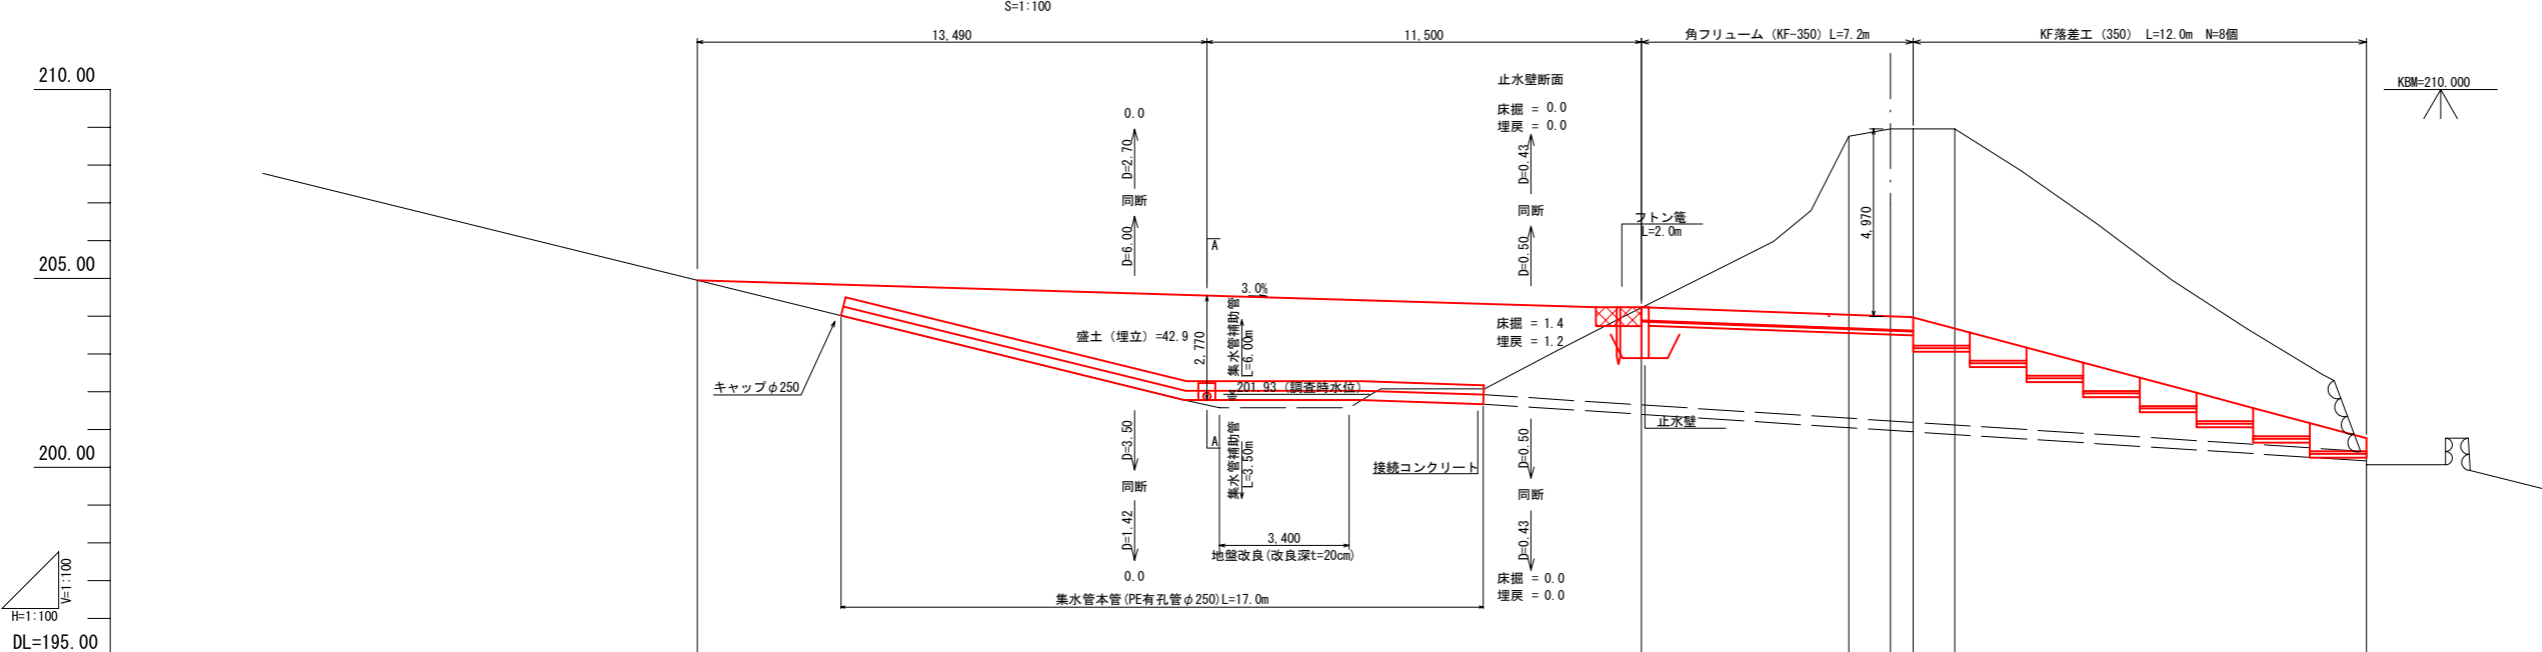 S=1:100
13,490
11,500
角フリューム (KF-350) L=7.2m
KF落差工 (350) L=12.0m N=8個
210.00
止水壁断面
KBM=210.000
0.0
床掘 = 0.0
埋戻 = 0.0
D=2.70
D=0.43
同断
同断
フトン篭
L=2.0m
4,970
D=6.00
A
D=0.50
205.00
3.0%
集水管補助管
L=6.00m
盛土 (埋立) =42.9
2,770
床掘 = 1.4
埋戻 = 1.2
キャップφ250
201.93 (調査時水位)
止水壁
D=3.50
A
集水管補助管
L=3.50m
D=0.50
200.00
接続コンクリート
同断
同断
D=1.42
3,400
D=0.43
地盤改良(改良深t=20cm)
0.0
床掘 = 0.0
埋戻 = 0.0
集水管本管(PE有孔管φ250)L=17.0m
V=1:100
H=1:100
DL=195.00